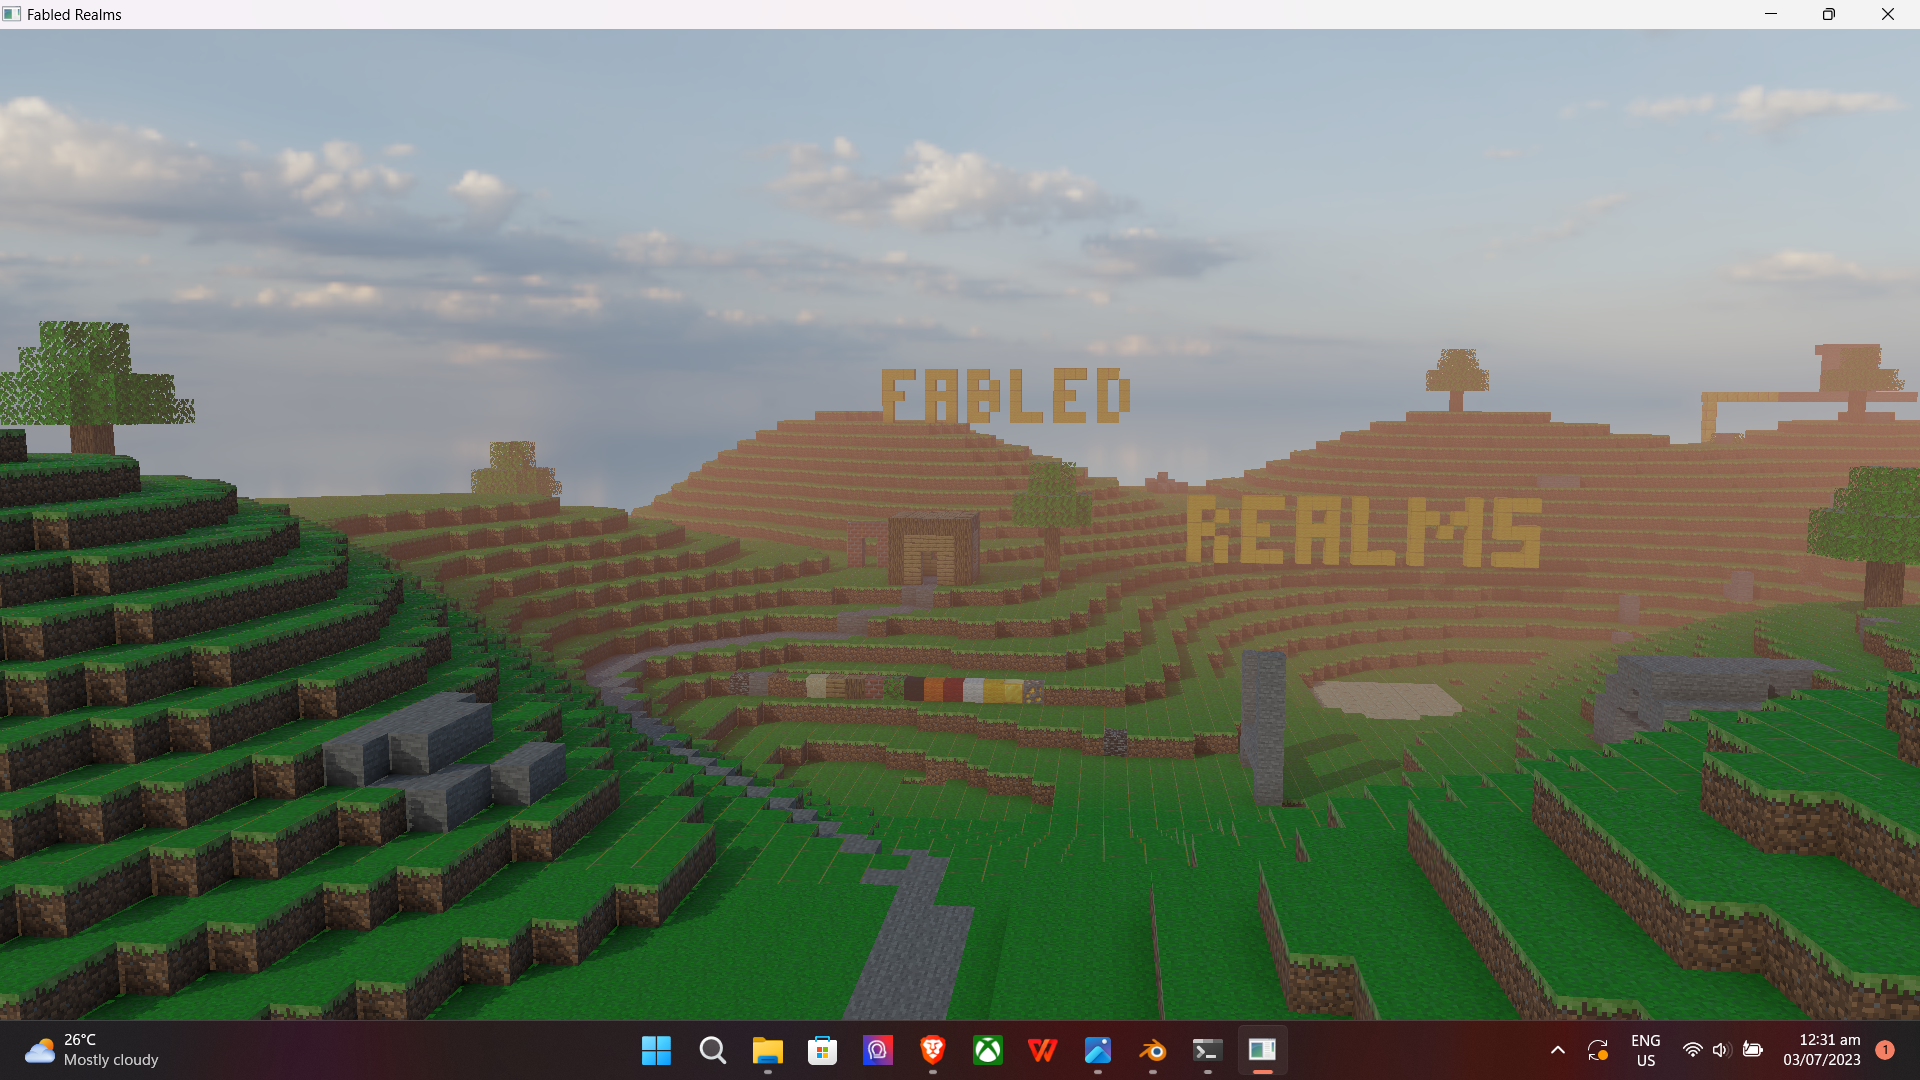 Fabled Realms
FABLED
REALMS
26°C
Mostly cloudy
ENG
US
12:31 am
03/07/2023
1